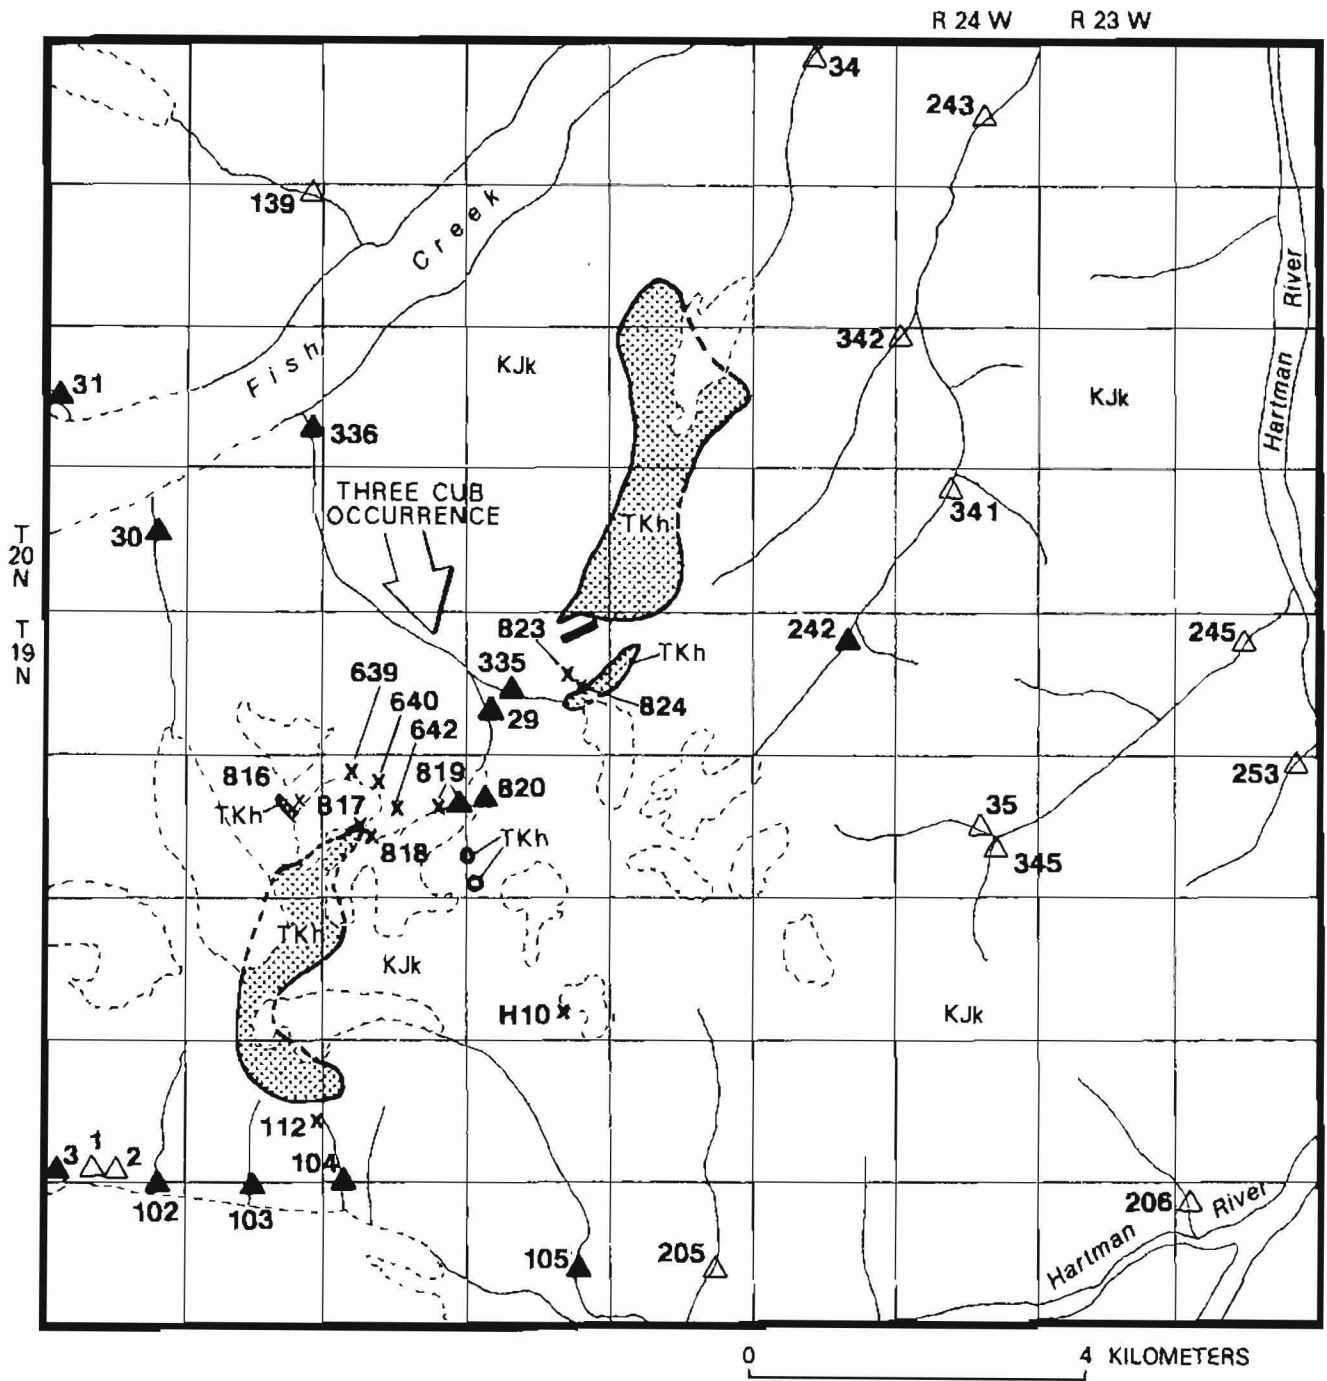 R 24 W R 23 W
34
243
139
Fish Creek
Hartman River
342
KJk
KJk
31
336
THREE CUB
OCCURRENCE
TKh
341
30
T
20
N
T
19
N
823
242
245
TKh
335
639
640
824
29
642
816
819
820
253
TKh
817
35
TKh
818
345
TKh
KJk
H10
KJk
112
3
1
2
104
102
103
206
Hartman River
105
205
0 4 KILOMETERS